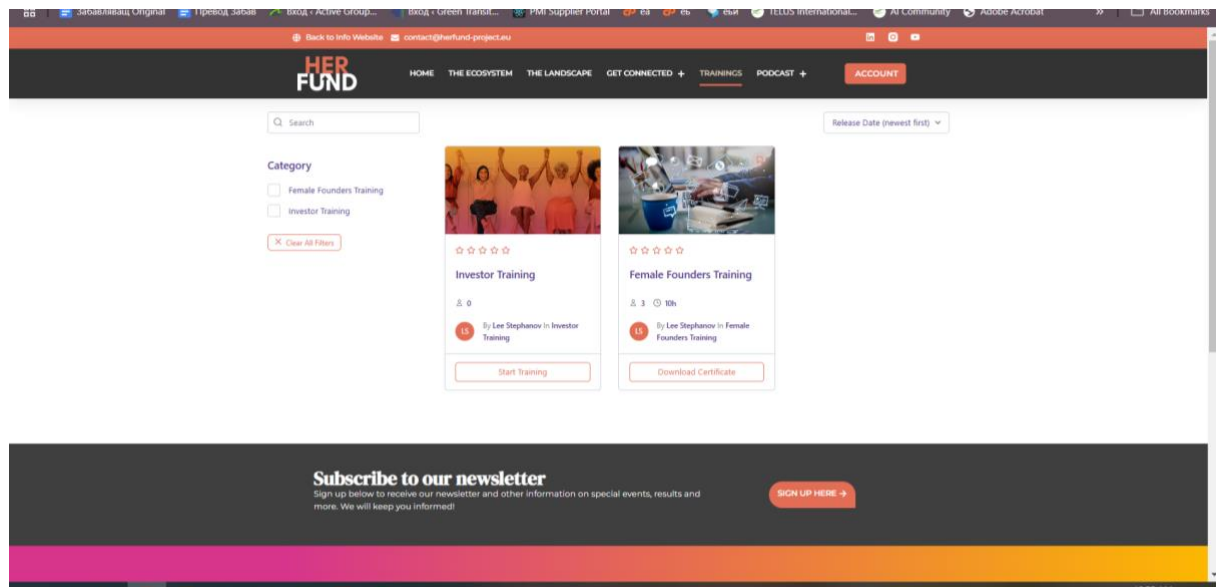 Забавляващ Original
Превод Забав
Вход « Active Group...
Вход « Green Transit...
PMI Supplier Portal
TELUS International...
AI Community
Adobe Acrobat
»
All Bookmarks
Back to Info Website
contact@herfund-project.eu
HER
FUND
HOME
THE ECOSYSTEM
THE LANDSCAPE
GET CONNECTED +
TRAININGS
PODCAST +
ACCOUNT
Search
Release Date (newest first)
Category
Female Founders Training
Investor Training
Clear All Filters
Investor Training
0
LS
By Lee Stephanov In Investor
Training
Start Training
Female Founders Training
3
10h
LS
By Lee Stephanov In Female
Founders Training
Download Certificate
Subscribe to our newsletter
Sign up below to receive our newsletter and other information on special events, results and
more. We will keep you informed!
SIGN UP HERE →